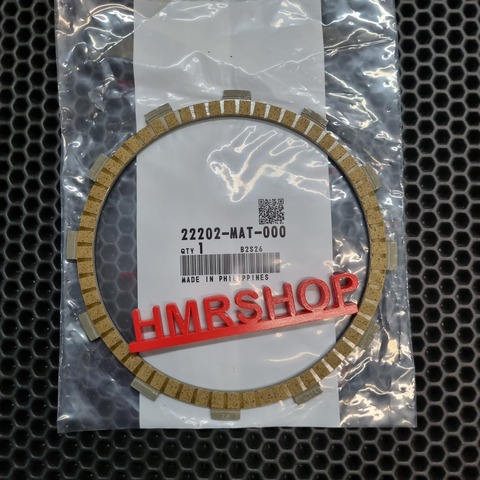 22202-MAT-000
QTY 1 B2S26
MADE IN PHILIPPINES
HMRSHOP